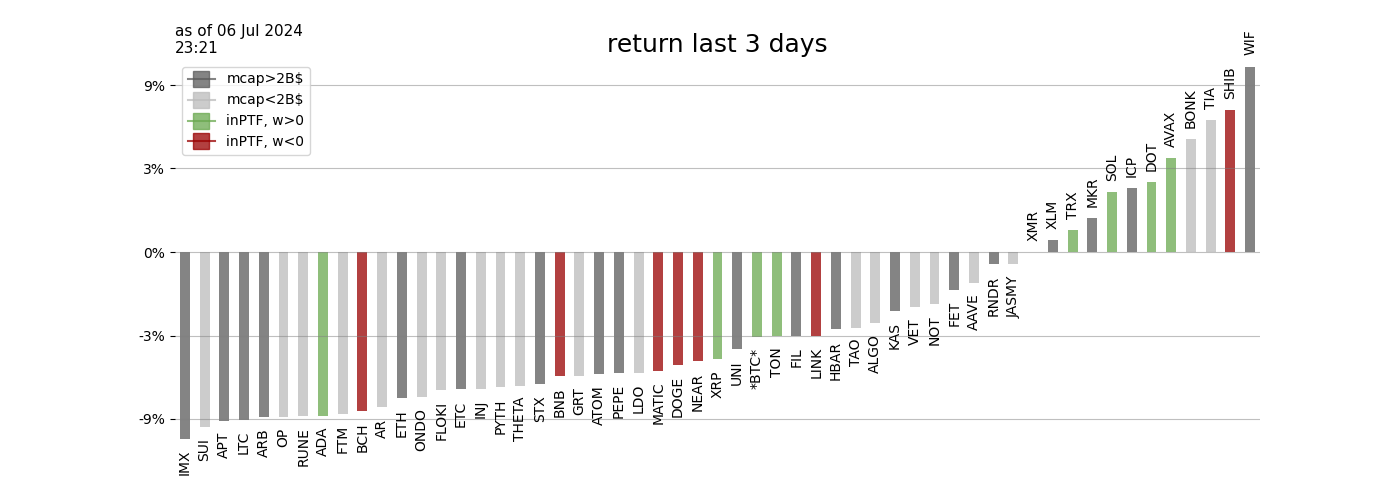 as of 06 Jul 2024
23:21
return last 3 days
mcap>2B$
mcap<2B$
inPTF, w>0
inPTF, w<0
9%
3%
0%
-3%
-9%
IMX
SUI
APT
LTC
ARB
OP
RUNE
ADA
FTM
BCH
AR
ETH
ONDO
FLOKI
ETC
INJ
PYTH
THETA
STX
BNB
GRT
ATOM
PEPE
LDO
MATIC
DOGE
NEAR
XRP
UNI
*BTC*
TON
FIL
LINK
HBAR
TAO
ALGO
KAS
VET
NOT
FET
AAVE
RNDR
JASMY
XMR
XLM
TRX
MKR
SOL
ICP
DOT
AVAX
BONK
TIA
SHIB
WIF